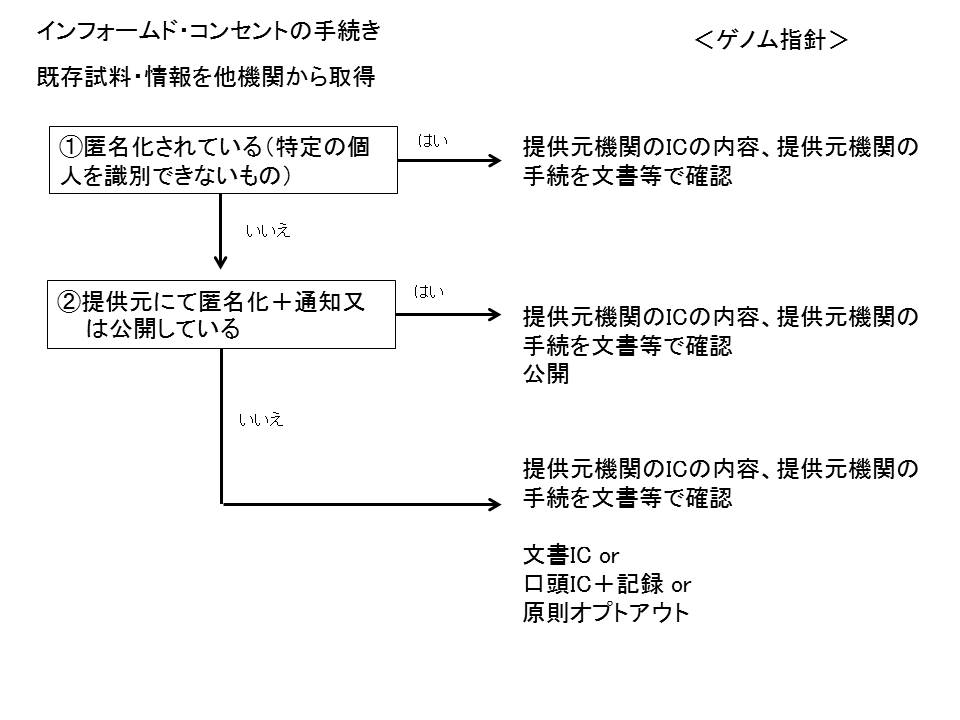 インフォームド・コンセントの手続き
＜ゲノム指針＞
既存試料・情報を他機関から取得
①匿名化されている（特定の個
人を識別できないもの）
はい
提供元機関のICの内容、提供元機関の
手続を文書等で確認
いいえ
②提供元にて匿名化＋通知又
は公開している
はい
提供元機関のICの内容、提供元機関の
手続を文書等で確認
公開
いいえ
提供元機関のICの内容、提供元機関の
手続を文書等で確認
文書IC or
口頭IC＋記録 or
原則オプトアウト